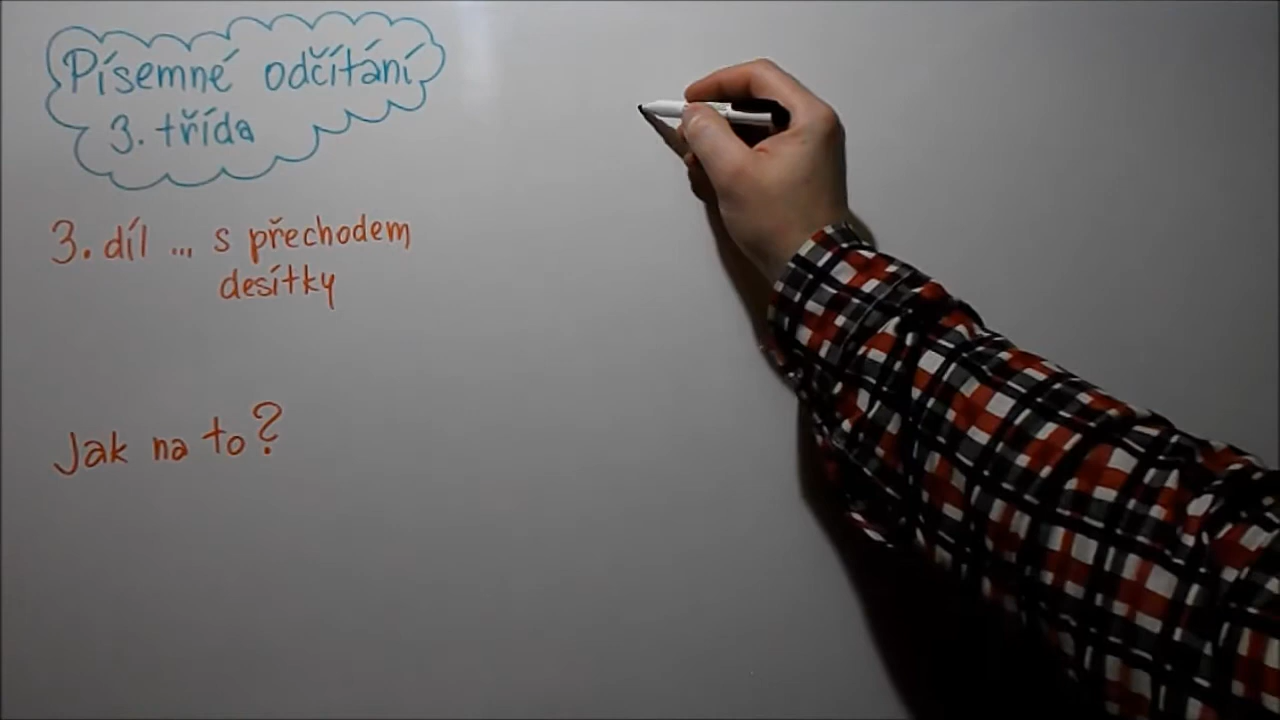 Písemné odčítání
3. třída
3. díl ... s přechodem
desítky
Jak na to?